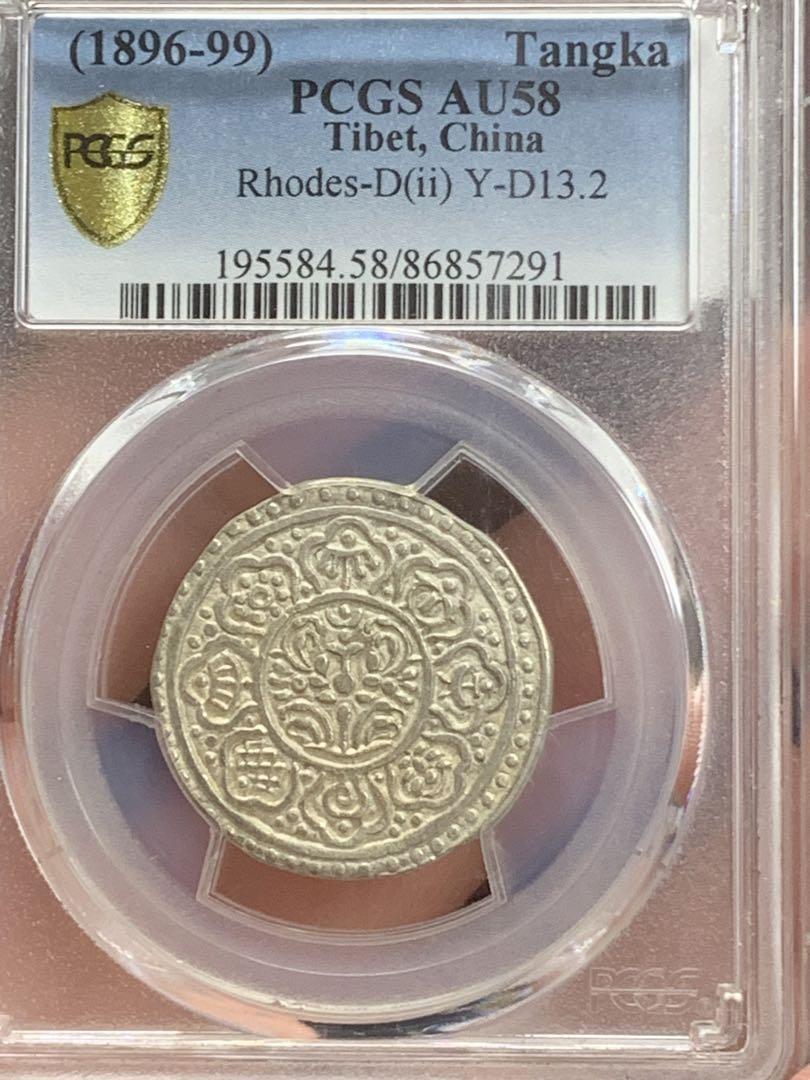 (1896-99) Tangka
PCGS AU58
Tibet, China
PCGS
Rhodes-D(ii) Y-D13.2
195584.58/86857291
PCGS